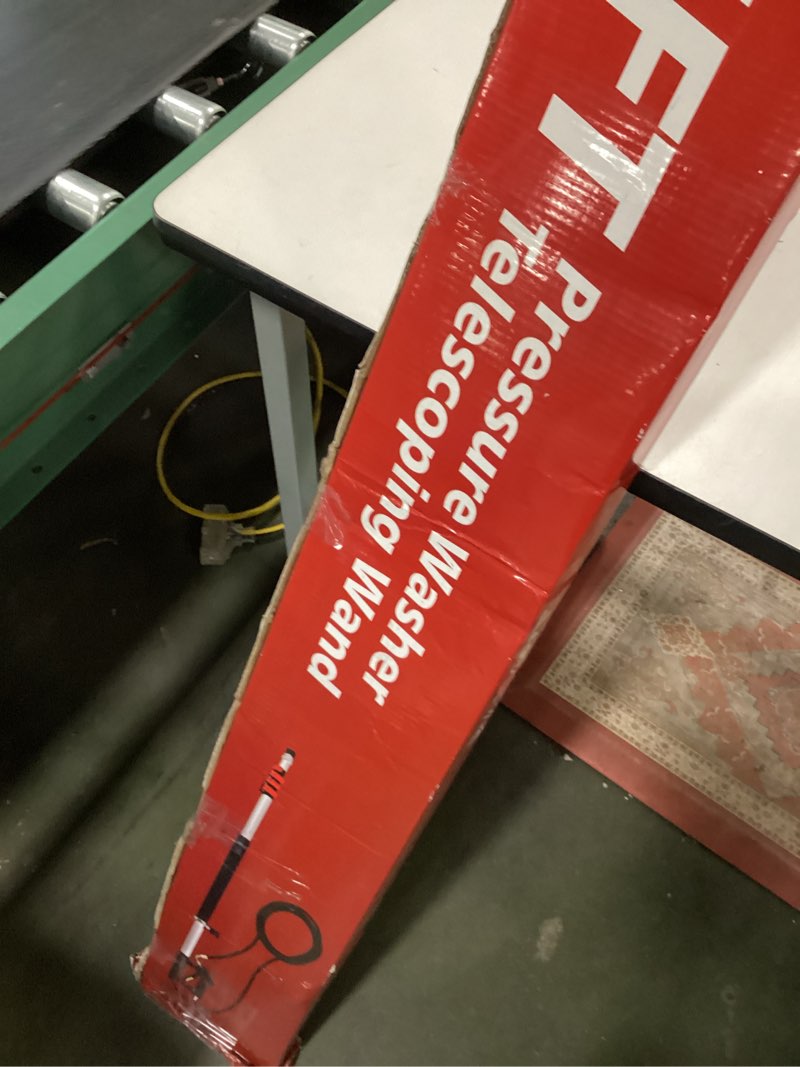 FT
Pressure Washer
Telescoping Wand